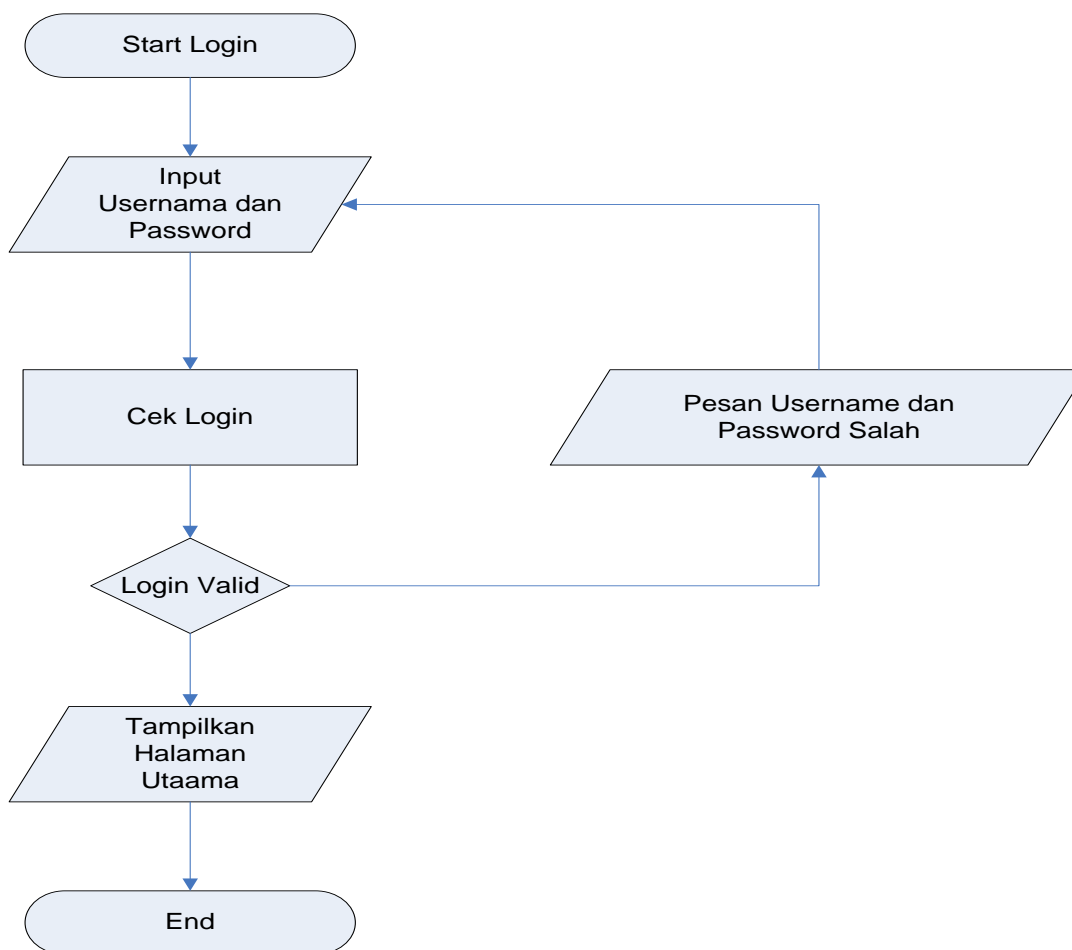 Start Login
Input
Usernama dan
Password
Cek Login
Pesan Username dan
Password Salah
Login Valid
Tampilkan
Halaman
Utaama
End